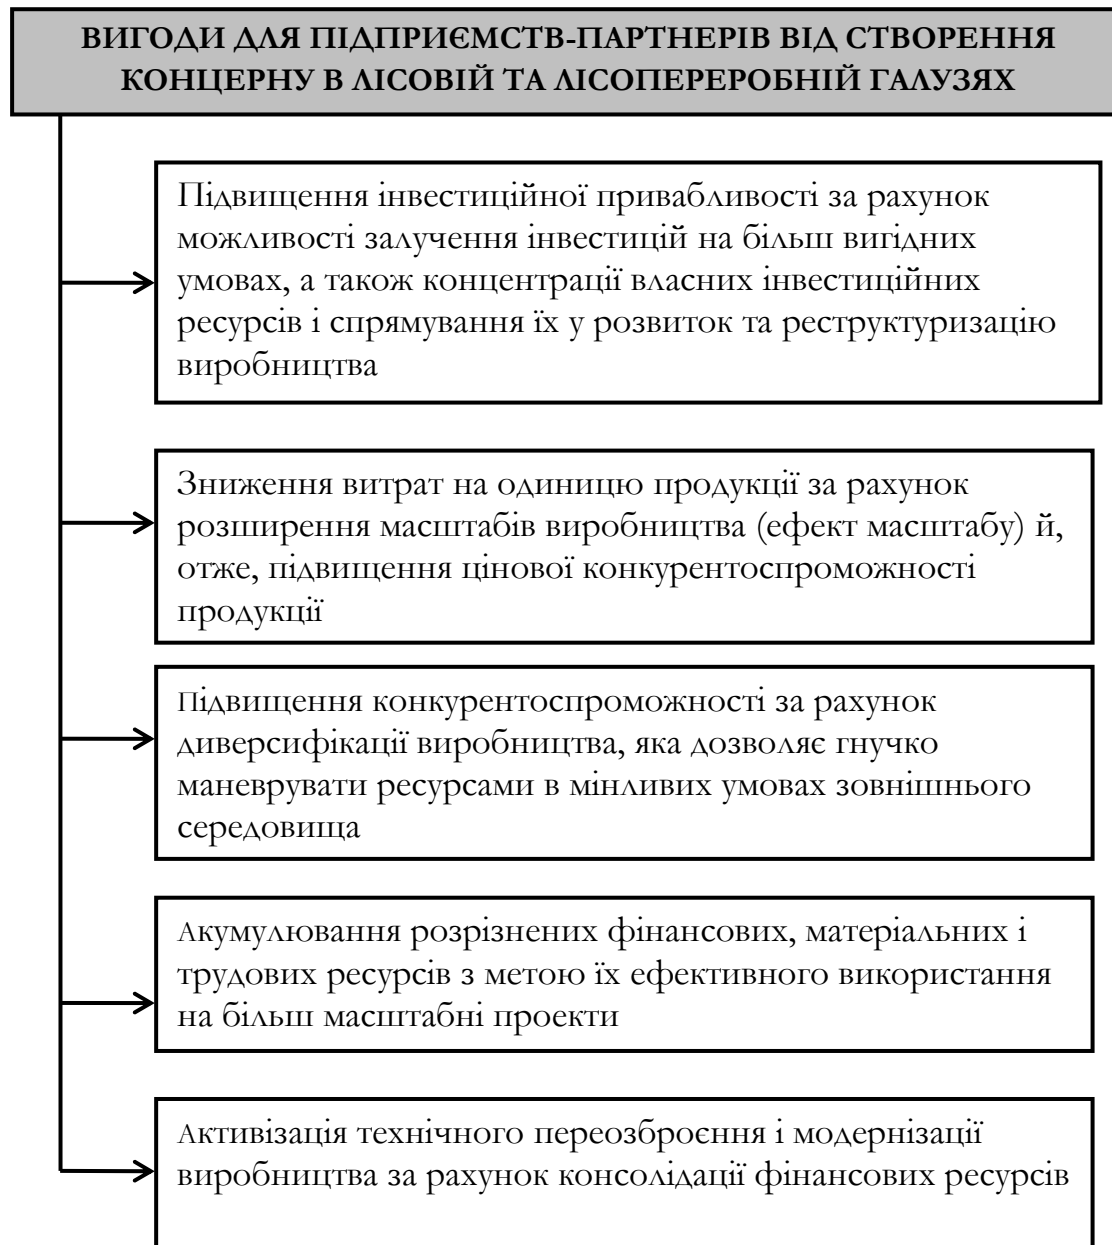 ВИГОДИ ДЛЯ ПІДПРИЄМСТВ-ПАРТНЕРІВ ВІД СТВОРЕННЯ
КОНЦЕРНУ В ЛІСОВІЙ ТА ЛІСОПЕРЕРОБНІЙ ГАЛУЗЯХ
Підвищення інвестиційної привабливості за рахунок
можливості залучення інвестицій на більш вигідних
умовах, а також концентрації власних інвестиційних
ресурсів і спрямування їх у розвиток та реструктуризацію
виробництва
Зниження витрат на одиницю продукції за рахунок
розширення масштабів виробництва (ефект масштабу) й,
отже, підвищення цінової конкурентоспроможності
продукції
Підвищення конкурентоспроможності за рахунок
диверсифікації виробництва, яка дозволяє гнучко
маневрувати ресурсами в мінливих умовах зовнішнього
середовища
Акумулювання розрізнених фінансових, матеріальних і
трудових ресурсів з метою їх ефективного використання
на більш масштабні проекти
Активізація технічного переозброєння і модернізації
виробництва за рахунок консолідації фінансових ресурсів